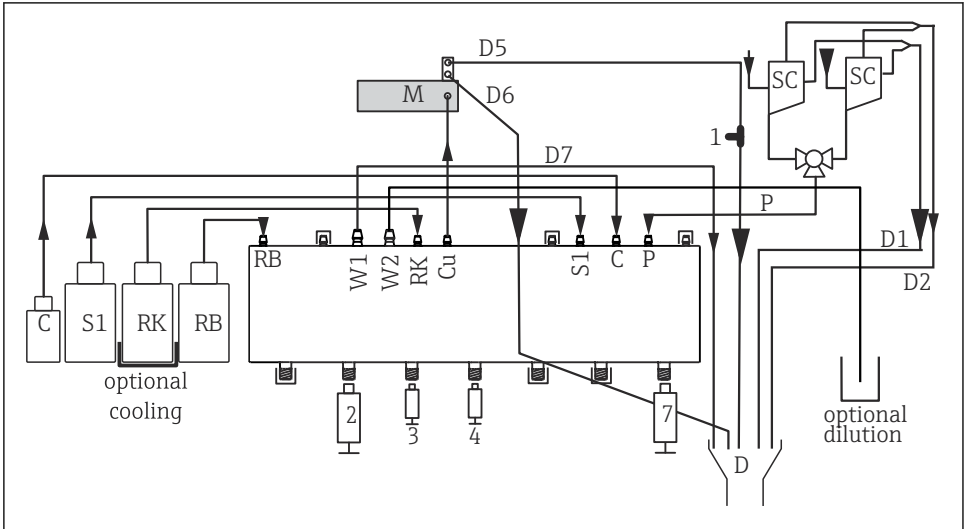 D5
SC
SC
M
D6
1
D7
P
RB
W1
W2
RK
Cu
S1
C
P
D1
D2
C
S1
RK
RB
optional
cooling
2
3
4
7
optional
dilution
D